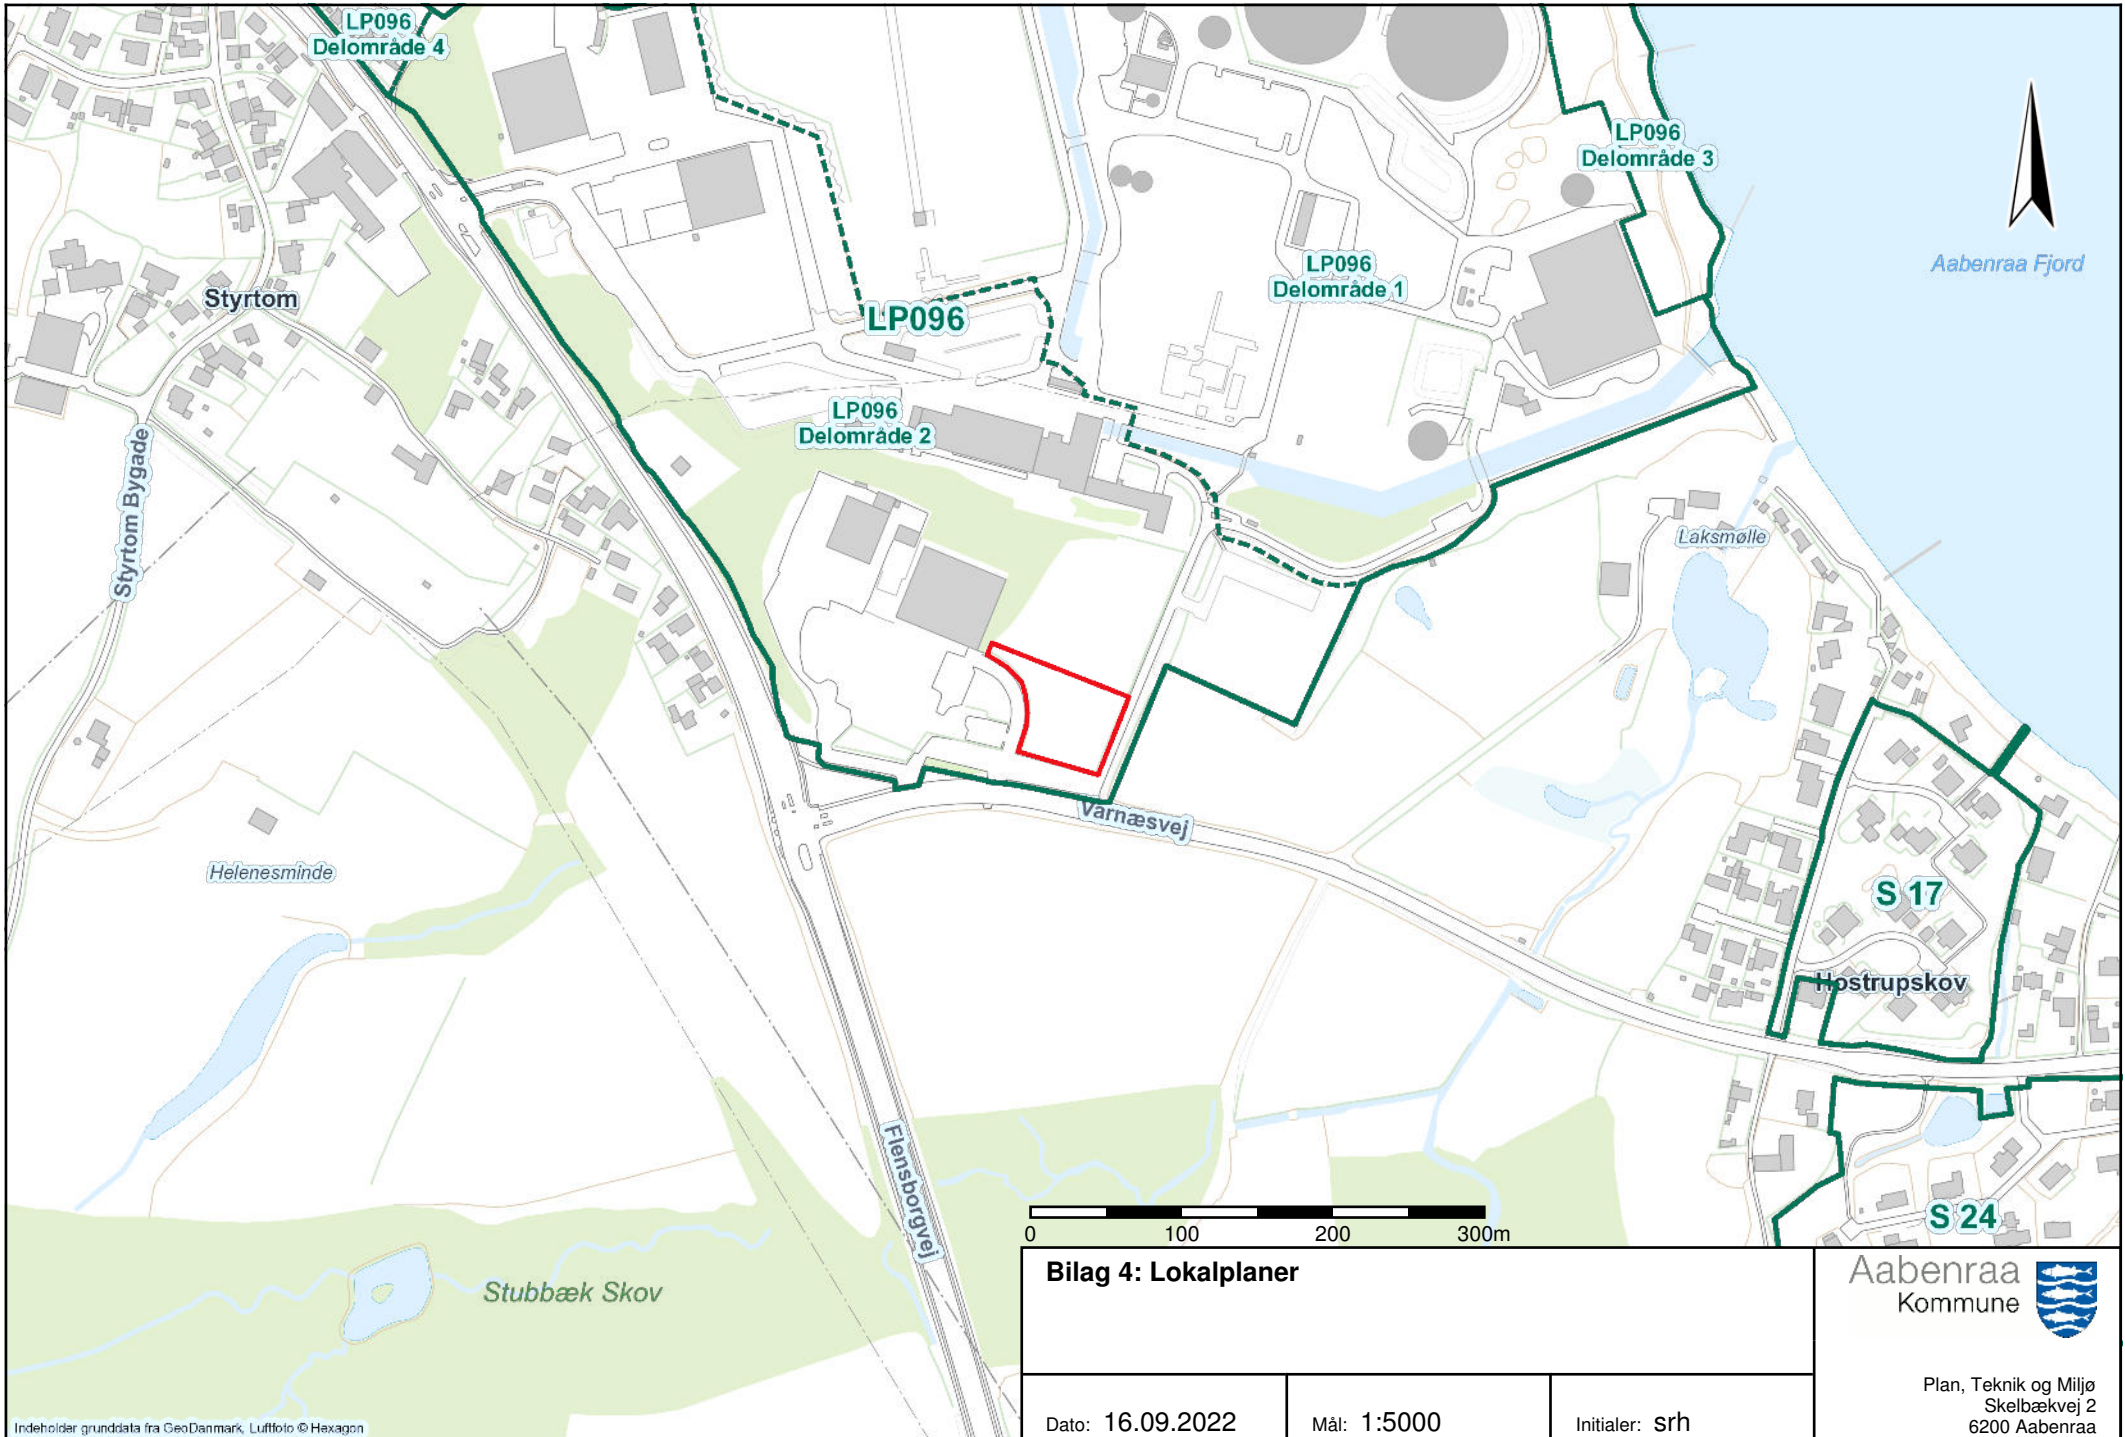 LP096
Delområde 4
LP096
Delområde 3
Aabenraa Fjord
LP096
Delområde 1
Styrtom
LP096
LP096
Delområde 2
Styrtom Bygade
Laksmølle
Varnæsvej
Helenesminde
S 17
Hostrupskov
Flensborgvej
S 24
Stubbæk Skov
0 100 200 300m
Bilag 4: Lokalplaner
Aabenraa
Kommune
Plan, Teknik og Miljø
Skelbækvej 2
6200 Aabenraa
Dato: 16.09.2022
Mål: 1:5000
Initialer: srh
Indeholder grunddata fra GeoDanmark, Luftfoto © Hexagon